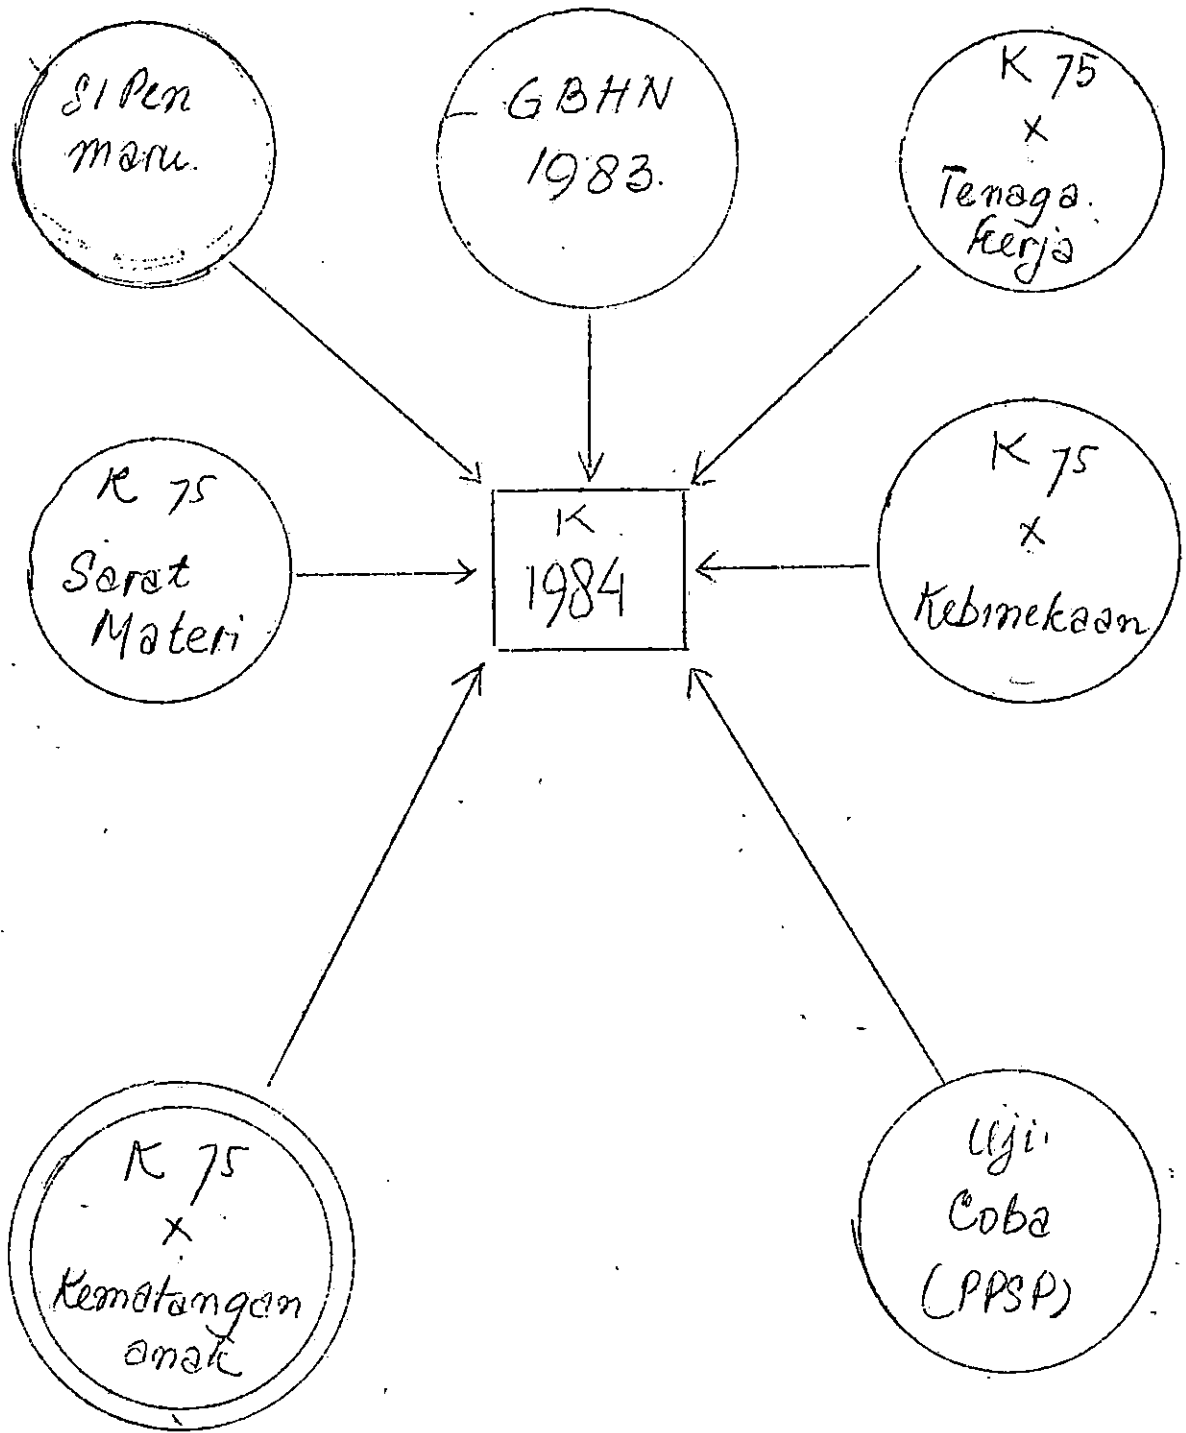 SI Pen
maru.
GBHN
1983.
K 75
x
Tenaga.
kerja
K 75
Sarat
Materi
K
1984
K 75
x
Kebinekaan
K 75
x
Kematangan
anak
Uji
Coba
(PPSP)